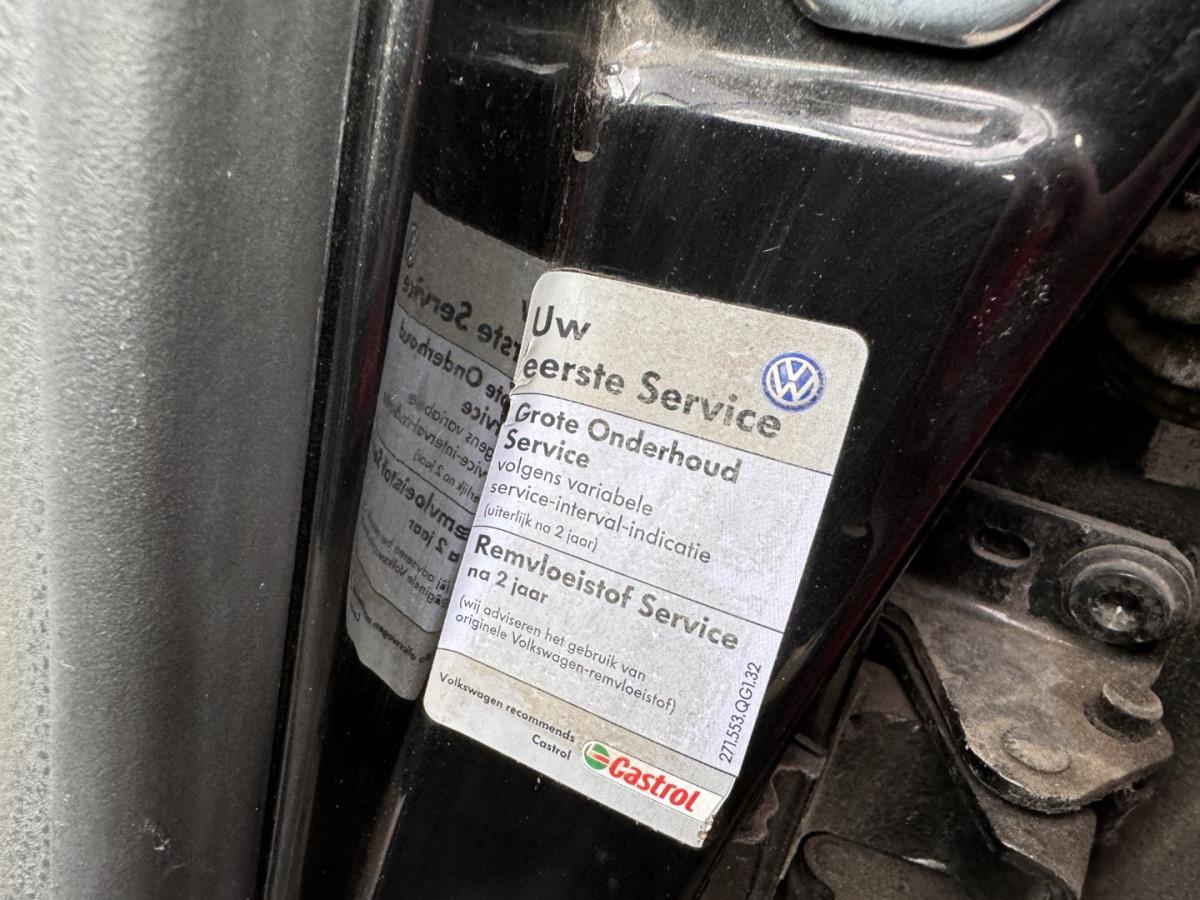 Uw
eerste Service
Grote Onderhoud
Service
volgens variabele
service-interval-indicatie
(uiterlijk na 2 jaar)
Remvloeistof Service
na 2 jaar
(wij adviseren het gebruik van
originele Volkswagen-remvloeistof)
271.553.QG1.32
Volkswagen recommends
Castrol
Castrol